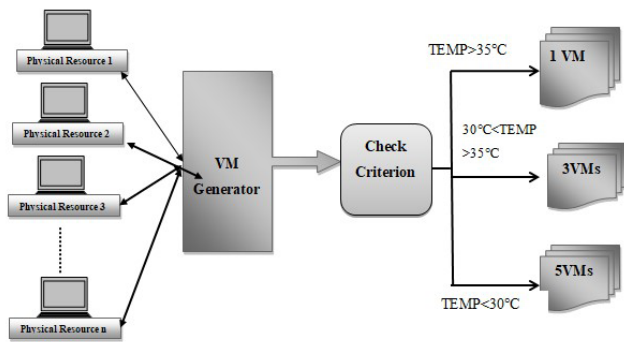 Physical Resource 1
Physical Resource 2
Physical Resource 3
Physical Resource n
VM
Generator
Check
Criterion
TEMP>35℃
1 VM
30℃<TEMP
>35℃
3VMs
TEMP<30℃
5VMs